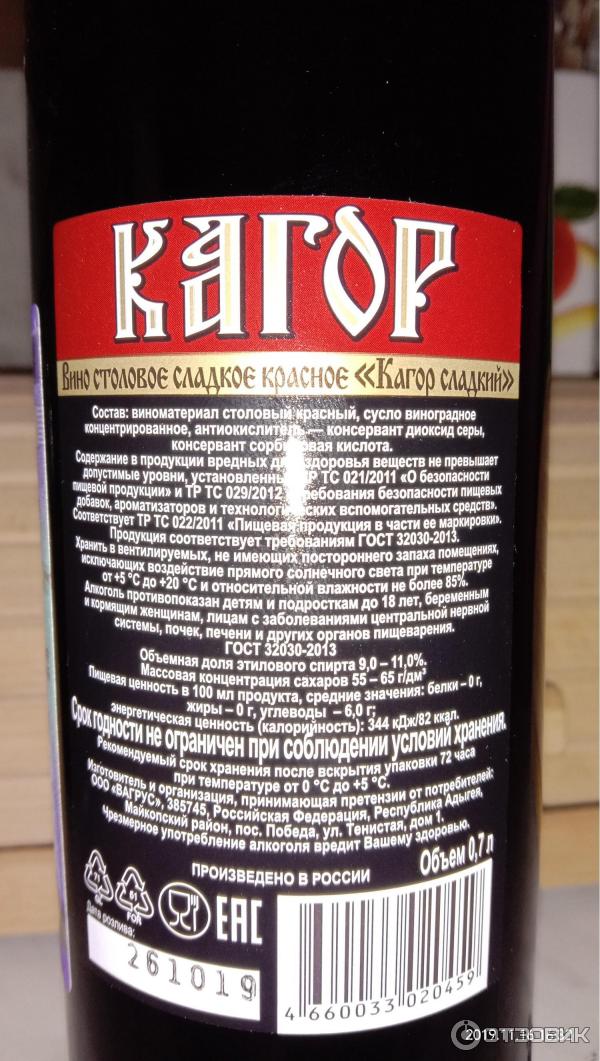 КАГОР
Вино столовое сладкое красное «Кагор сладкий»
Состав: виноматериал столовый красный, сусло виноградное
концентрированное, антиокислитель – консервант диоксид серы,
консервант сорбиновая кислота.
Содержание в продукции вредных для здоровья веществ не превышает
допустимые уровни, установленные ТР ТС 021/2011 «О безопасности
пищевой продукции» и ТР ТС 029/2012 «Требования безопасности пищевых
добавок, ароматизаторов и технологических вспомогательных средств».
Соответствует ТР ТС 022/2011 «Пищевая продукция в части ее маркировки».
Продукция соответствует требованиям ГОСТ 32030-2013.
Хранить в вентилируемых, не имеющих постороннего запаха помещениях,
исключающих воздействие прямого солнечного света при температуре
от +5 °С до +20 °С и относительной влажности не более 85%.
Алкоголь противопоказан детям и подросткам до 18 лет, беременным
и кормящим женщинам, лицам с заболеваниями центральной нервной
системы, почек, печени и других органов пищеварения.
ГОСТ 32030-2013
Объемная доля этилового спирта 9,0 – 11,0%.
Массовая концентрация сахаров 55 – 65 г/дм³
Пищевая ценность в 100 мл продукта, средние значения: белки – 0 г,
жиры – 0 г, углеводы – 6,0 г;
энергетическая ценность (калорийность): 344 кДж/82 ккал.
Срок годности не ограничен при соблюдении условий хранения.
Рекомендуемый срок хранения после вскрытия упаковки 72 часа
при температуре от 0 °С до +5 °С.
Изготовитель и организация, принимающая претензии от потребителей:
ООО "ВАГРУС", 385745, Российская Федерация, Республика Адыгея,
Майкопский район, пос. Победа, ул. Тенистая, дом 1.
Чрезмерное употребление алкоголя вредит Вашему здоровью.
Объем 0,7 л
ПРОИЗВЕДЕНО В РОССИИ
71
61
FOR
EAC
Дата розлива:
261019
4 660033 020459
ОТЗОВИК
2019.11.16